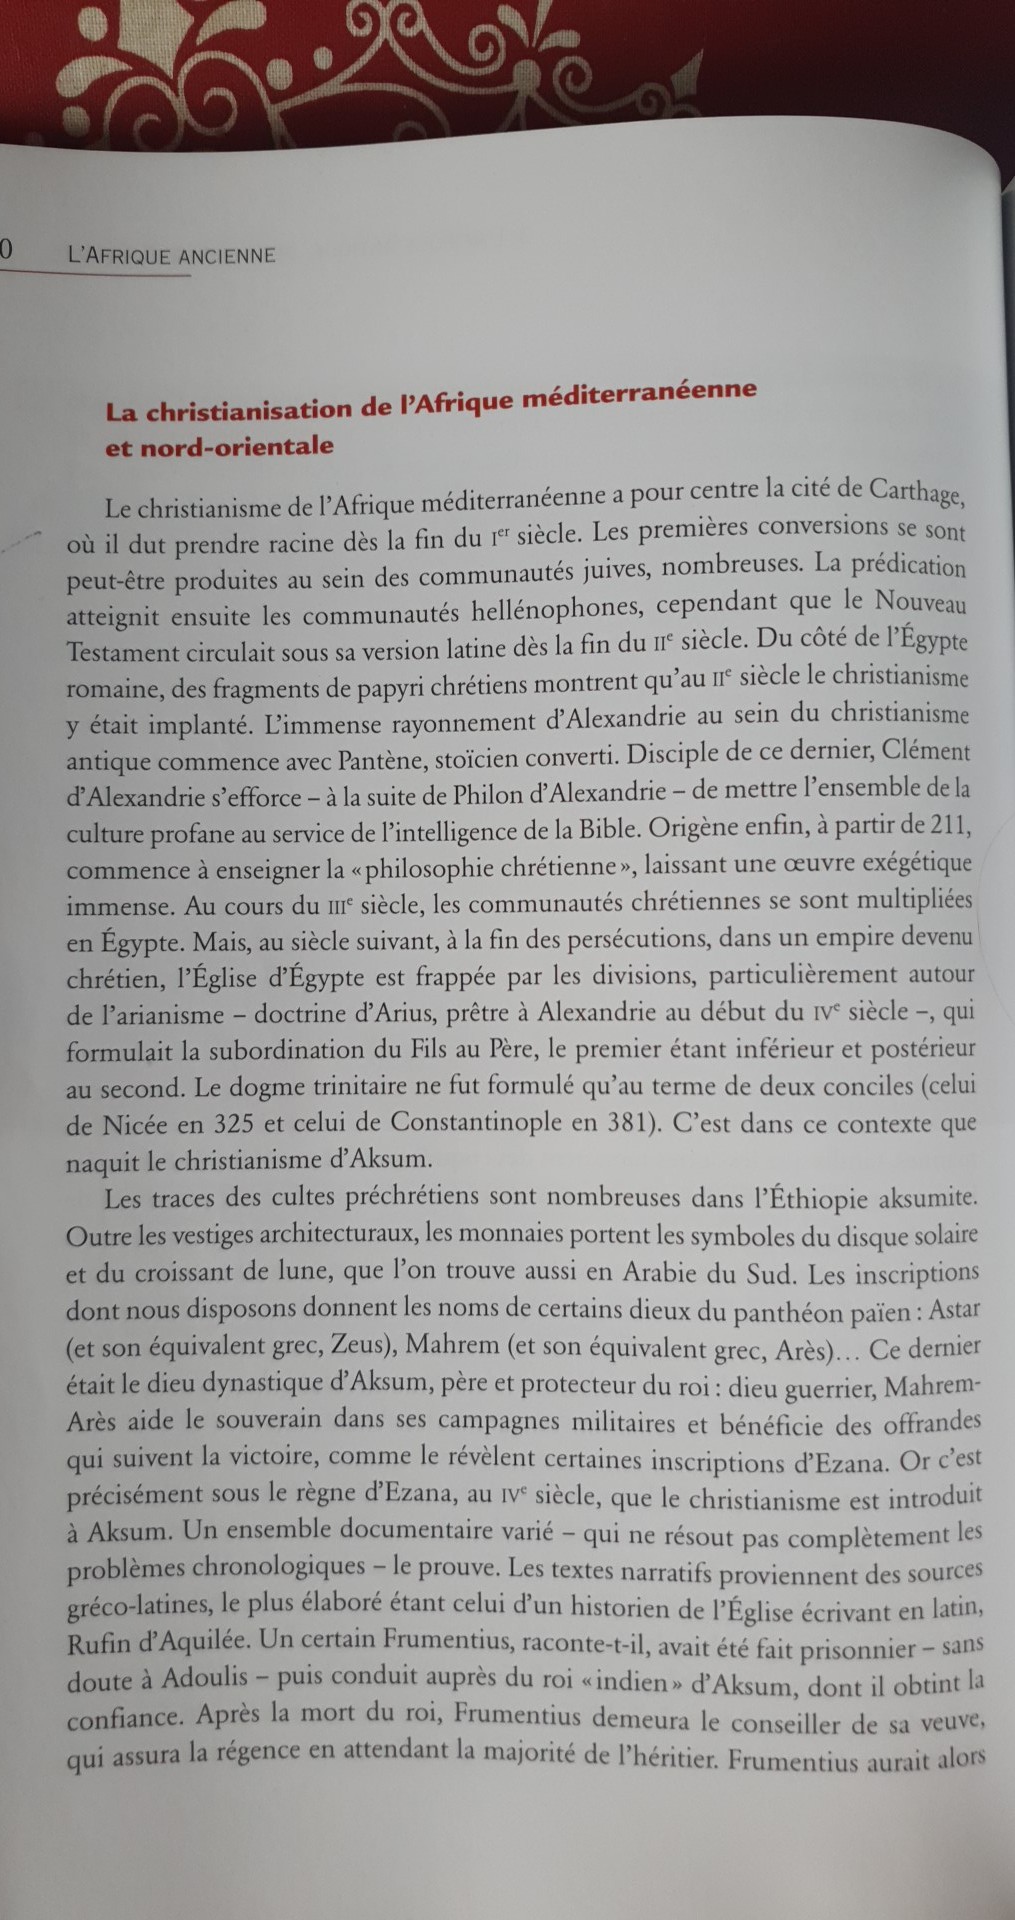 0 L'AFRIQUE ANCIENNE
La christianisation de l'Afrique méditerranéenne
et nord-orientale
Le christianisme de l'Afrique méditerranéenne a pour centre la cité de Carthage,
où il dut prendre racine dès la fin du Ier siècle. Les premières conversions se sont
peut-être produites au sein des communautés juives, nombreuses. La prédication
atteignit ensuite les communautés hellénophones, cependant que le Nouveau
Testament circulait sous sa version latine dès la fin du IIe siècle. Du côté de l'Égypte
romaine, des fragments de papyri chrétiens montrent qu'au IIe siècle le christianisme
y était implanté. L'immense rayonnement d'Alexandrie au sein du christianisme
antique commence avec Pantène, stoïcien converti. Disciple de ce dernier, Clément
d'Alexandrie s'efforce – à la suite de Philon d'Alexandrie – de mettre l'ensemble de la
culture profane au service de l'intelligence de la Bible. Origène enfin, à partir de 211,
commence à enseigner la « philosophie chrétienne », laissant une œuvre exégétique
immense. Au cours du IIIe siècle, les communautés chrétiennes se sont multipliées
en Égypte. Mais, au siècle suivant, à la fin des persécutions, dans un empire devenu
chrétien, l'Église d'Égypte est frappée par les divisions, particulièrement autour
de l'arianisme – doctrine d'Arius, prêtre à Alexandrie au début du IVe siècle –, qui
formulait la subordination du Fils au Père, le premier étant inférieur et postérieur
au second. Le dogme trinitaire ne fut formulé qu'au terme de deux conciles (celui
de Nicée en 325 et celui de Constantinople en 381). C'est dans ce contexte que
naquit le christianisme d'Aksum.
Les traces des cultes préchrétiens sont nombreuses dans l'Éthiopie aksumite.
Outre les vestiges architecturaux, les monnaies portent les symboles du disque solaire
et du croissant de lune, que l'on trouve aussi en Arabie du Sud. Les inscriptions
dont nous disposons donnent les noms de certains dieux du panthéon païen : Astar
(et son équivalent grec, Zeus), Mahrem (et son équivalent grec, Arès)... Ce dernier
était le dieu dynastique d'Aksum, père et protecteur du roi : dieu guerrier, Mahrem-
Arès aide le souverain dans ses campagnes militaires et bénéficie des offrandes
qui suivent la victoire, comme le révèlent certaines inscriptions d'Ezana. Or c'est
précisément sous le règne d'Ezana, au IVe siècle, que le christianisme est introduit
à Aksum. Un ensemble documentaire varié – qui ne résout pas complètement les
problèmes chronologiques – le prouve. Les textes narratifs proviennent des sources
gréco-latines, le plus élaboré étant celui d'un historien de l'Église écrivant en latin,
Rufin d'Aquilée. Un certain Frumentius, raconte-t-il, avait été fait prisonnier – sans
doute à Adoulis – puis conduit auprès du roi « indien » d'Aksum, dont il obtint la
confiance. Après la mort du roi, Frumentius demeura le conseiller de sa veuve,
qui assura la régence en attendant la majorité de l'héritier. Frumentius aurait alors